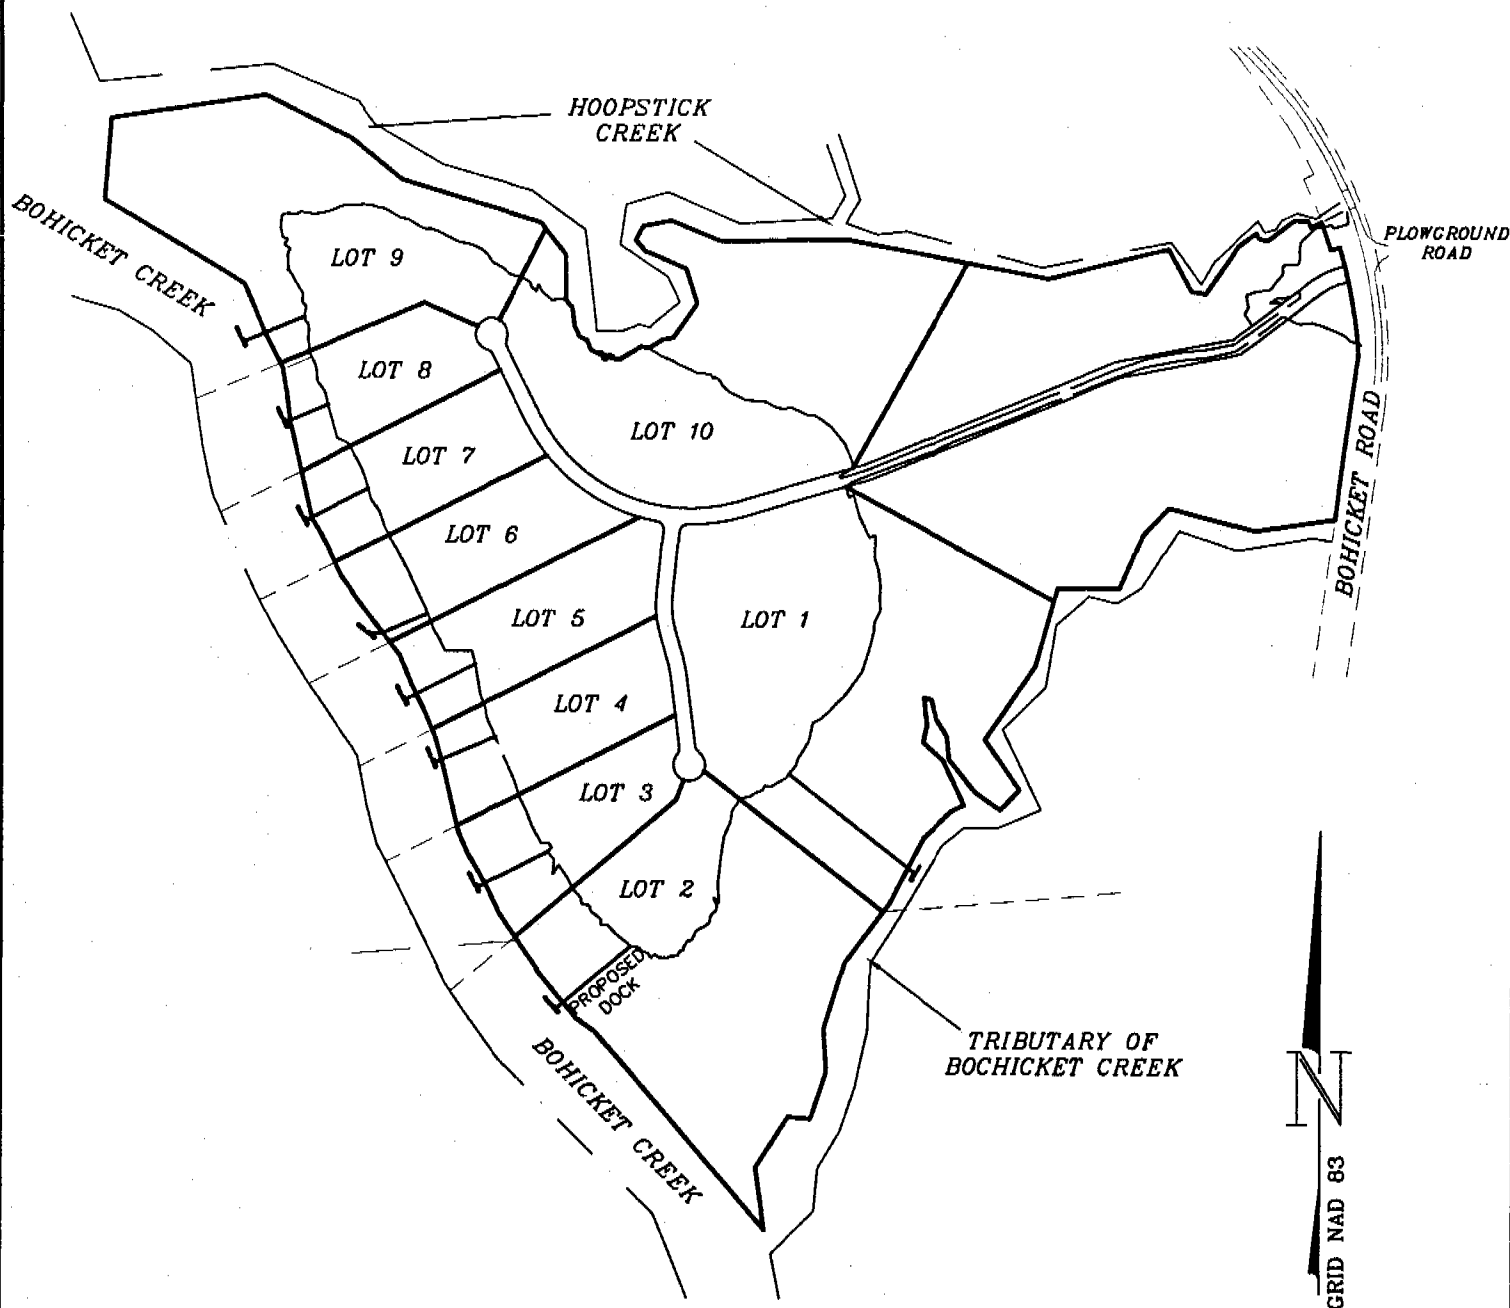 HOOPSTICK
CREEK
BOHICKET CREEK
PLOWGROUND
ROAD
LOT 9
LOT 8
LOT 10
LOT 7
LOT 6
BOHICKET ROAD
LOT 5
LOT 1
LOT 4
LOT 3
LOT 2
PROPOSED
DOCK
TRIBUTARY OF
BOCHICKET CREEK
BOHICKET CREEK
N
GRID NAD 83